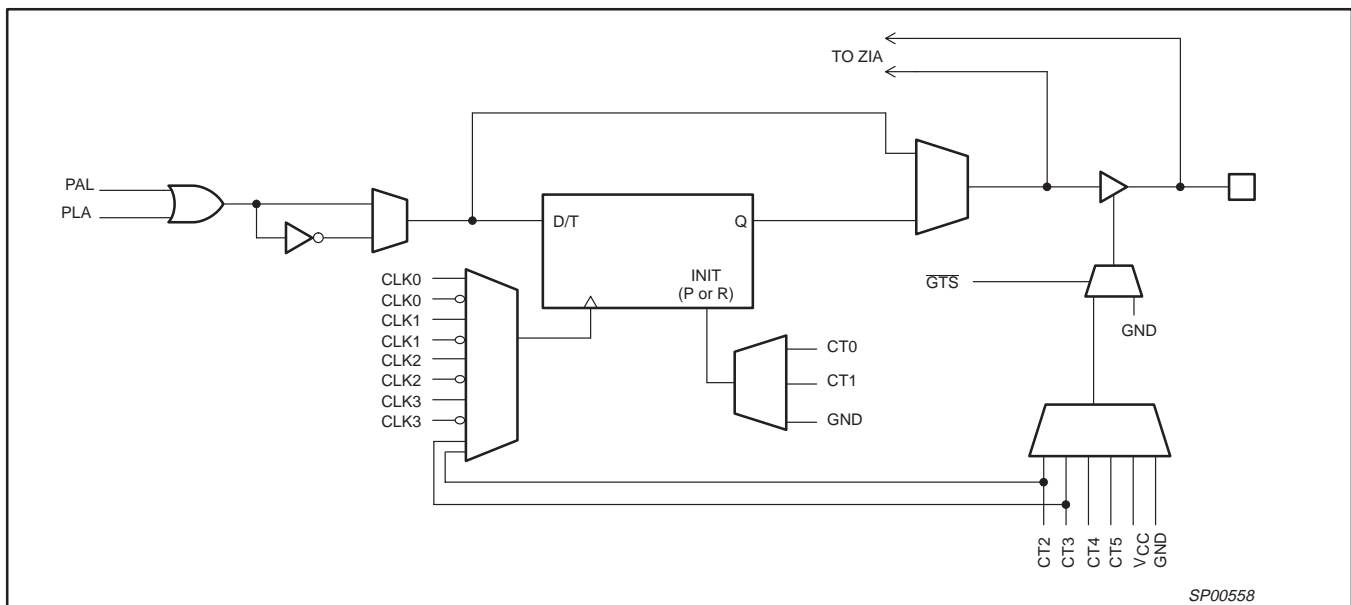 TO ZIA
PAL
PLA
D/T
Q
INIT
(P or R)
CLK0
CLK0
CLK1
CLK1
CLK2
CLK2
CLK3
CLK3
CT0
CT1
GND
GTS
GND
CT2
CT3
CT4
CT5
VCC
GND
SP00558